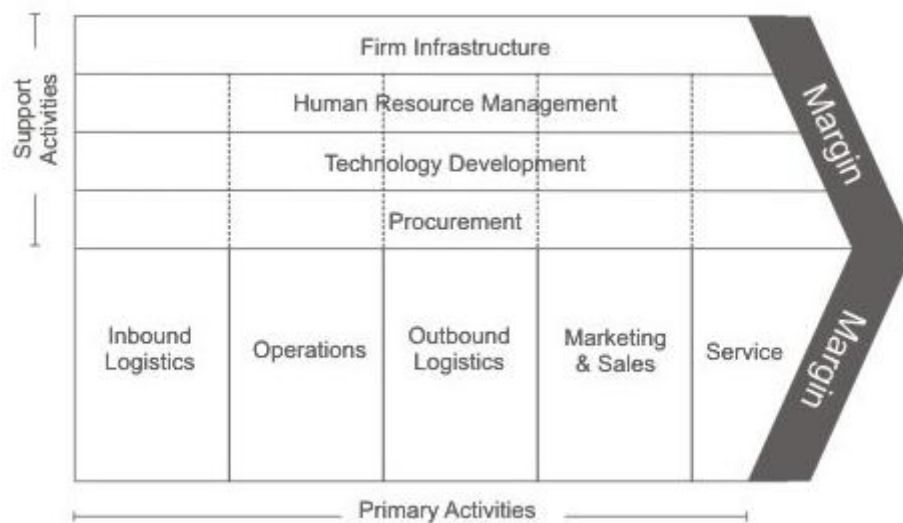 Support
Activities
Firm Infrastructure
Human Resource Management
Technology Development
Procurement
Inbound
Logistics
Operations
Outbound
Logistics
Marketing
& Sales
Service
Margin
Margin
Primary Activities